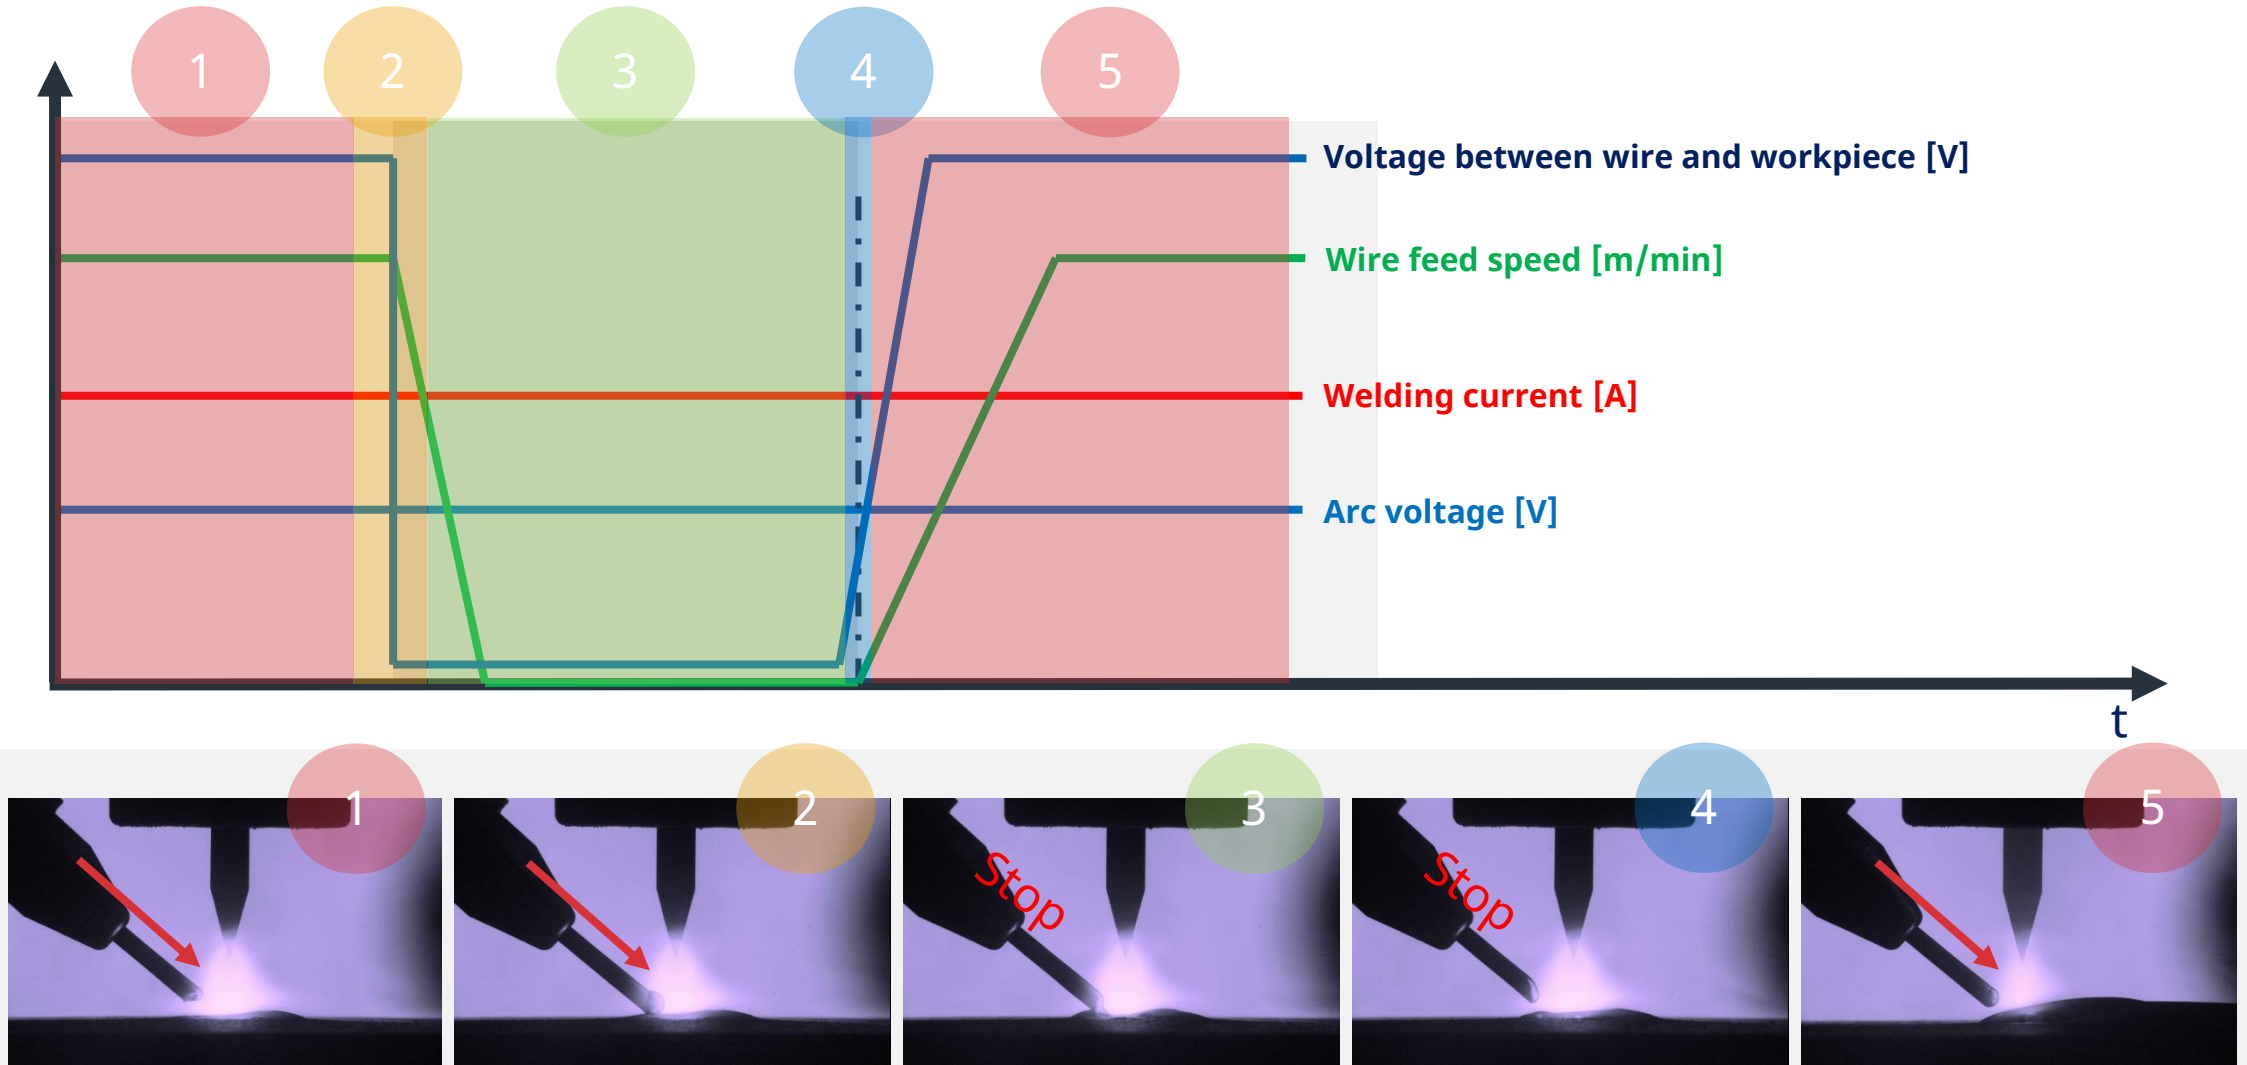 1 2 3 4 5
Voltage between wire and workpiece [V]
Wire feed speed [m/min]
Welding current [A]
Arc voltage [V]
t
1 2 3 4 5
Stop
Stop